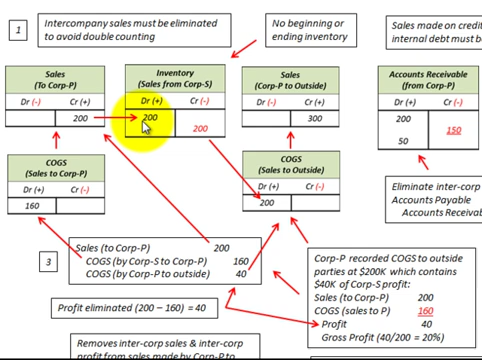 1
Intercompany sales must be eliminated
to avoid double counting
No beginning or
ending inventory
Sales made on credit
internal debt must b
Sales
(To Corp-P)
Dr (-) Cr (+)
200
Inventory
(Sales from Corp-S)
Dr (+) Cr (-)
200
200
Sales
(Corp-P to Outside)
Dr (-) Cr (+)
300
Accounts Receivable
(from Corp-P)
Dr (+) Cr (-)
200
150
50
COGS
(Sales to Corp-P)
Dr (+) Cr (-)
160
COGS
(Sales to Outside)
Dr (+) Cr (-)
200
Eliminate inter-corp
Accounts Payable
Accounts Receivab
3
Sales (to Corp-P) 200
COGS (by Corp-S to Corp-P) 160
COGS (by Corp-P to outside) 40
Profit eliminated (200 – 160) = 40
Corp-P recorded COGS to outside
parties at $200K which contains
$40K of Corp-S profit:
Sales (to Corp-P) 200
COGS (sales to P) 160
Profit 40
Gross Profit (40/200 = 20%)
Removes inter-corp sales & inter-corp
profit from sales made by Corp-P to